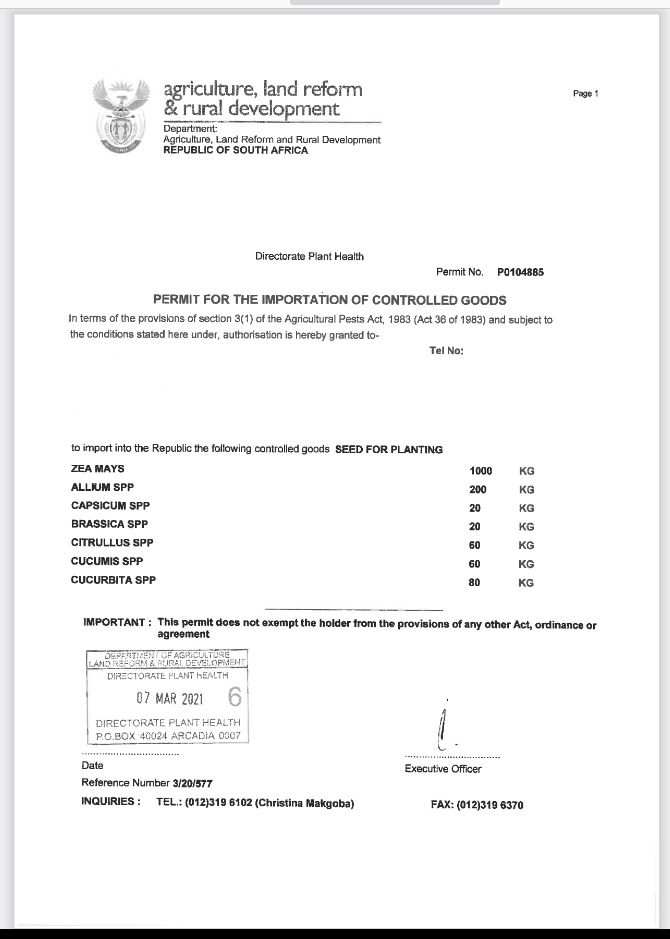 agriculture, land reform
& rural development
Page 1
Department:
Agriculture, Land Reform and Rural Development
REPUBLIC OF SOUTH AFRICA
Directorate Plant Health
Permit No. P0104885
PERMIT FOR THE IMPORTATION OF CONTROLLED GOODS
In terms of the provisions of section 3(1) of the Agricultural Pests Act, 1983 (Act 36 of 1983) and subject to
the conditions stated here under, authorisation is hereby granted to-
Tel No:
to import into the Republic the following controlled goods SEED FOR PLANTING
ZEA MAYS 1000 KG
ALLIUM SPP 200 KG
CAPSICUM SPP 20 KG
BRASSICA SPP 20 KG
CITRULLUS SPP 60 KG
CUCUMIS SPP 60 KG
CUCURBITA SPP 80 KG
IMPORTANT : This permit does not exempt the holder from the provisions of any other Act, ordinance or
agreement
DEPARTMENT OF AGRICULTURE
LAND REFORM & RURAL DEVELOPMENT
DIRECTORATE PLANT HEALTH
07 MAR 2021 6
DIRECTORATE PLANT HEALTH
P.O.BOX 40024 ARCADIA 0007
Date
Executive Officer
Reference Number 3/20/577
INQUIRIES : TEL.: (012)319 6102 (Christina Makgoba) FAX: (012)319 6370